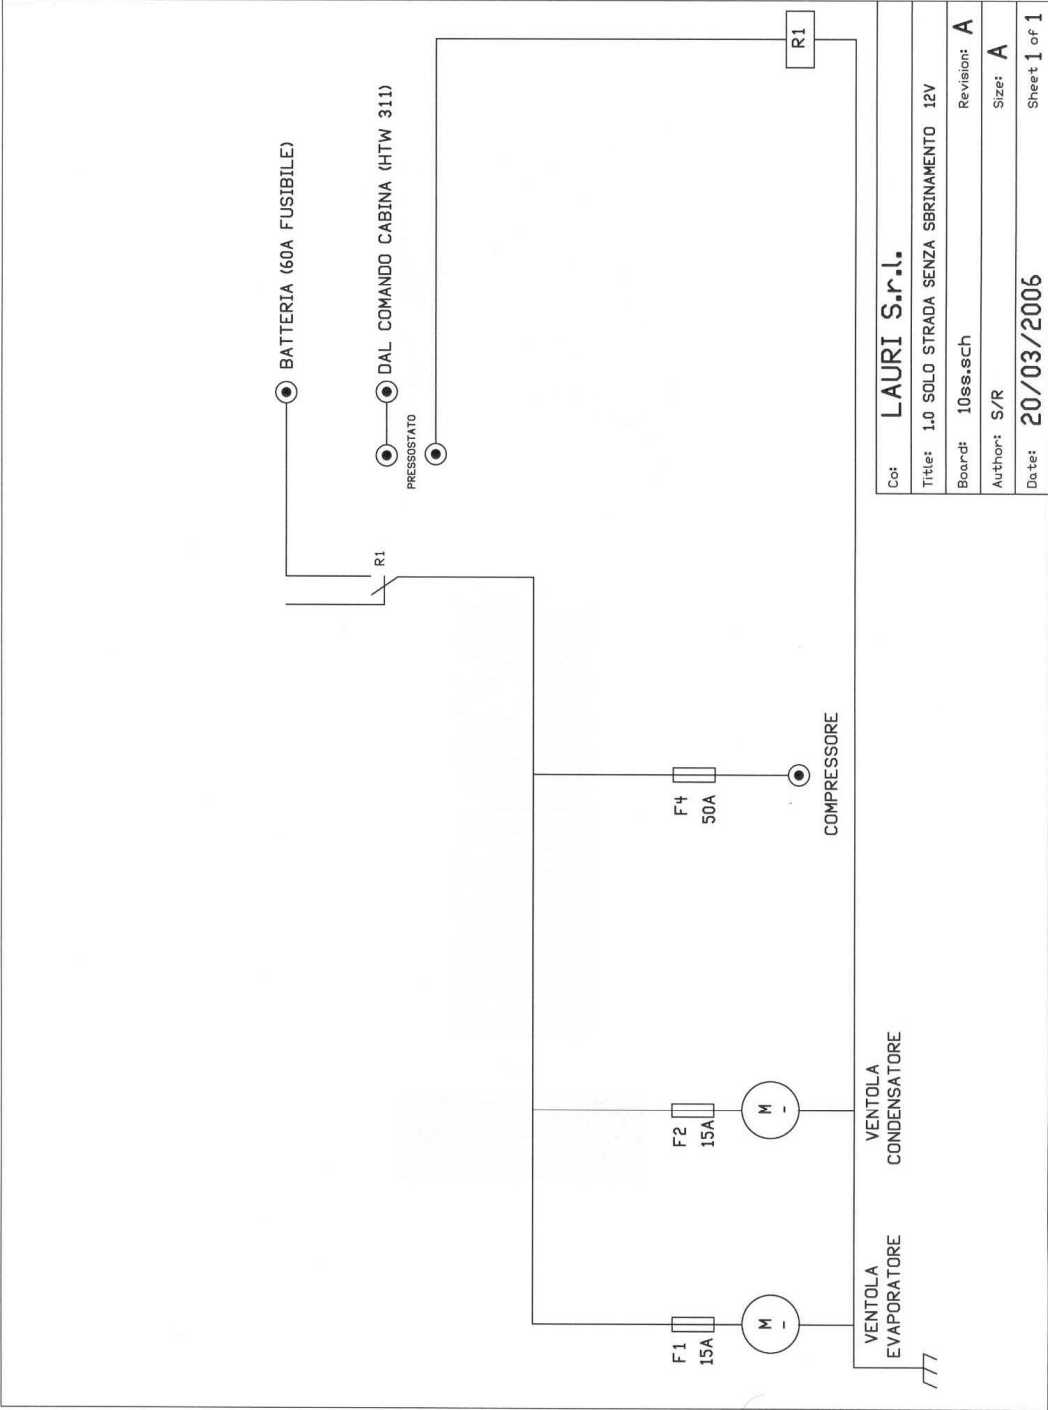 BATTERIA (60A FUSIBILE)
DAL COMANDO CABINA (HTW 311)
PRESSOSTATO
R1
R1
F1
15A
F2
15A
F4
50A
M
-
M
-
COMPRESSORE
VENTOLA
EVAPORATORE
VENTOLA
CONDENSATORE
Co: LAURI S.r.l.
Title: 1.0 SOLO STRADA SENZA SBRINAMENTO 12V
Board: 10ss.sch Revision: A
Author: S/R Size: A
Date: 20/03/2006 Sheet 1 of 1